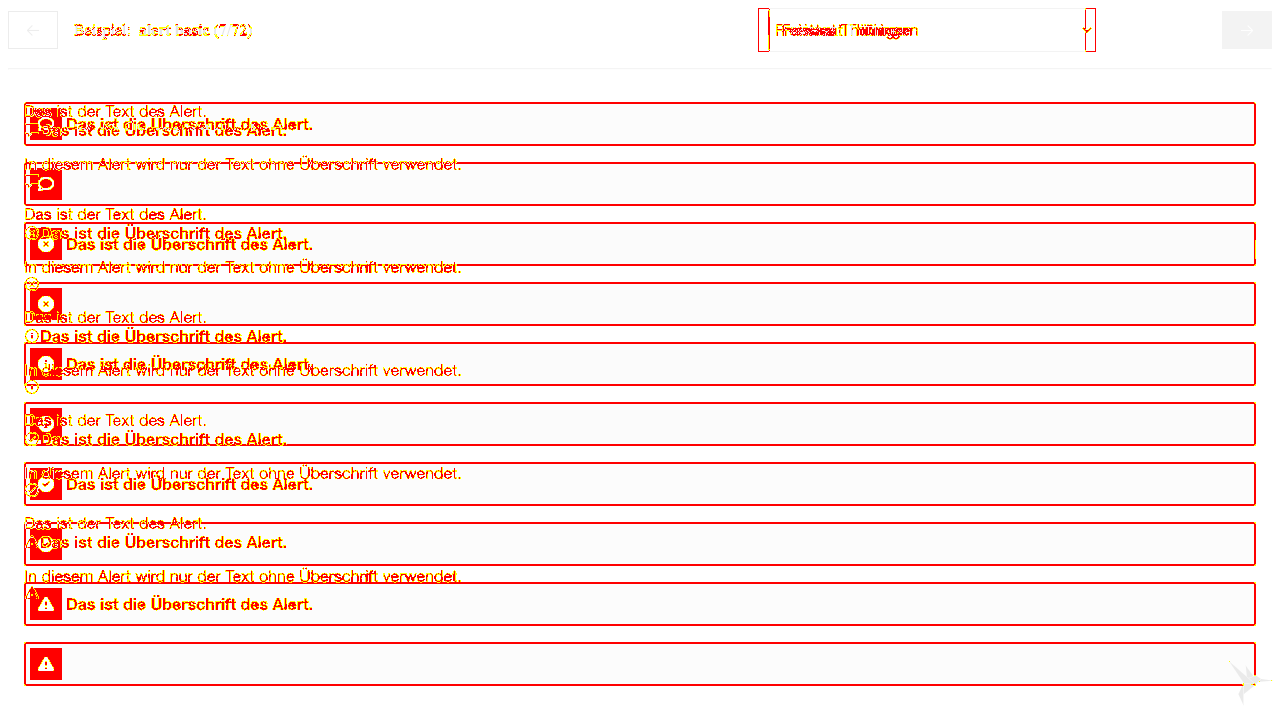 Beispiel: alert basic (7/72)
Das ist der Text des Alert.
Das ist die Überschrift des Alert.
Das ist die Überschrift des Alert.
In diesem Alert wird nur der Text ohne Überschrift verwendet.
Das ist der Text des Alert.
Das ist die Überschrift des Alert.
Das ist die Überschrift des Alert.
In diesem Alert wird nur der Text ohne Überschrift verwendet.
Das ist der Text des Alert.
Das ist die Überschrift des Alert.
Das ist die Überschrift des Alert.
In diesem Alert wird nur der Text ohne Überschrift verwendet.
Das ist der Text des Alert.
Das ist die Überschrift des Alert.
In diesem Alert wird nur der Text ohne Überschrift verwendet.
Das ist die Überschrift des Alert.
Das ist der Text des Alert.
Das ist die Überschrift des Alert.
In diesem Alert wird nur der Text ohne Überschrift verwendet.
Das ist die Überschrift des Alert.